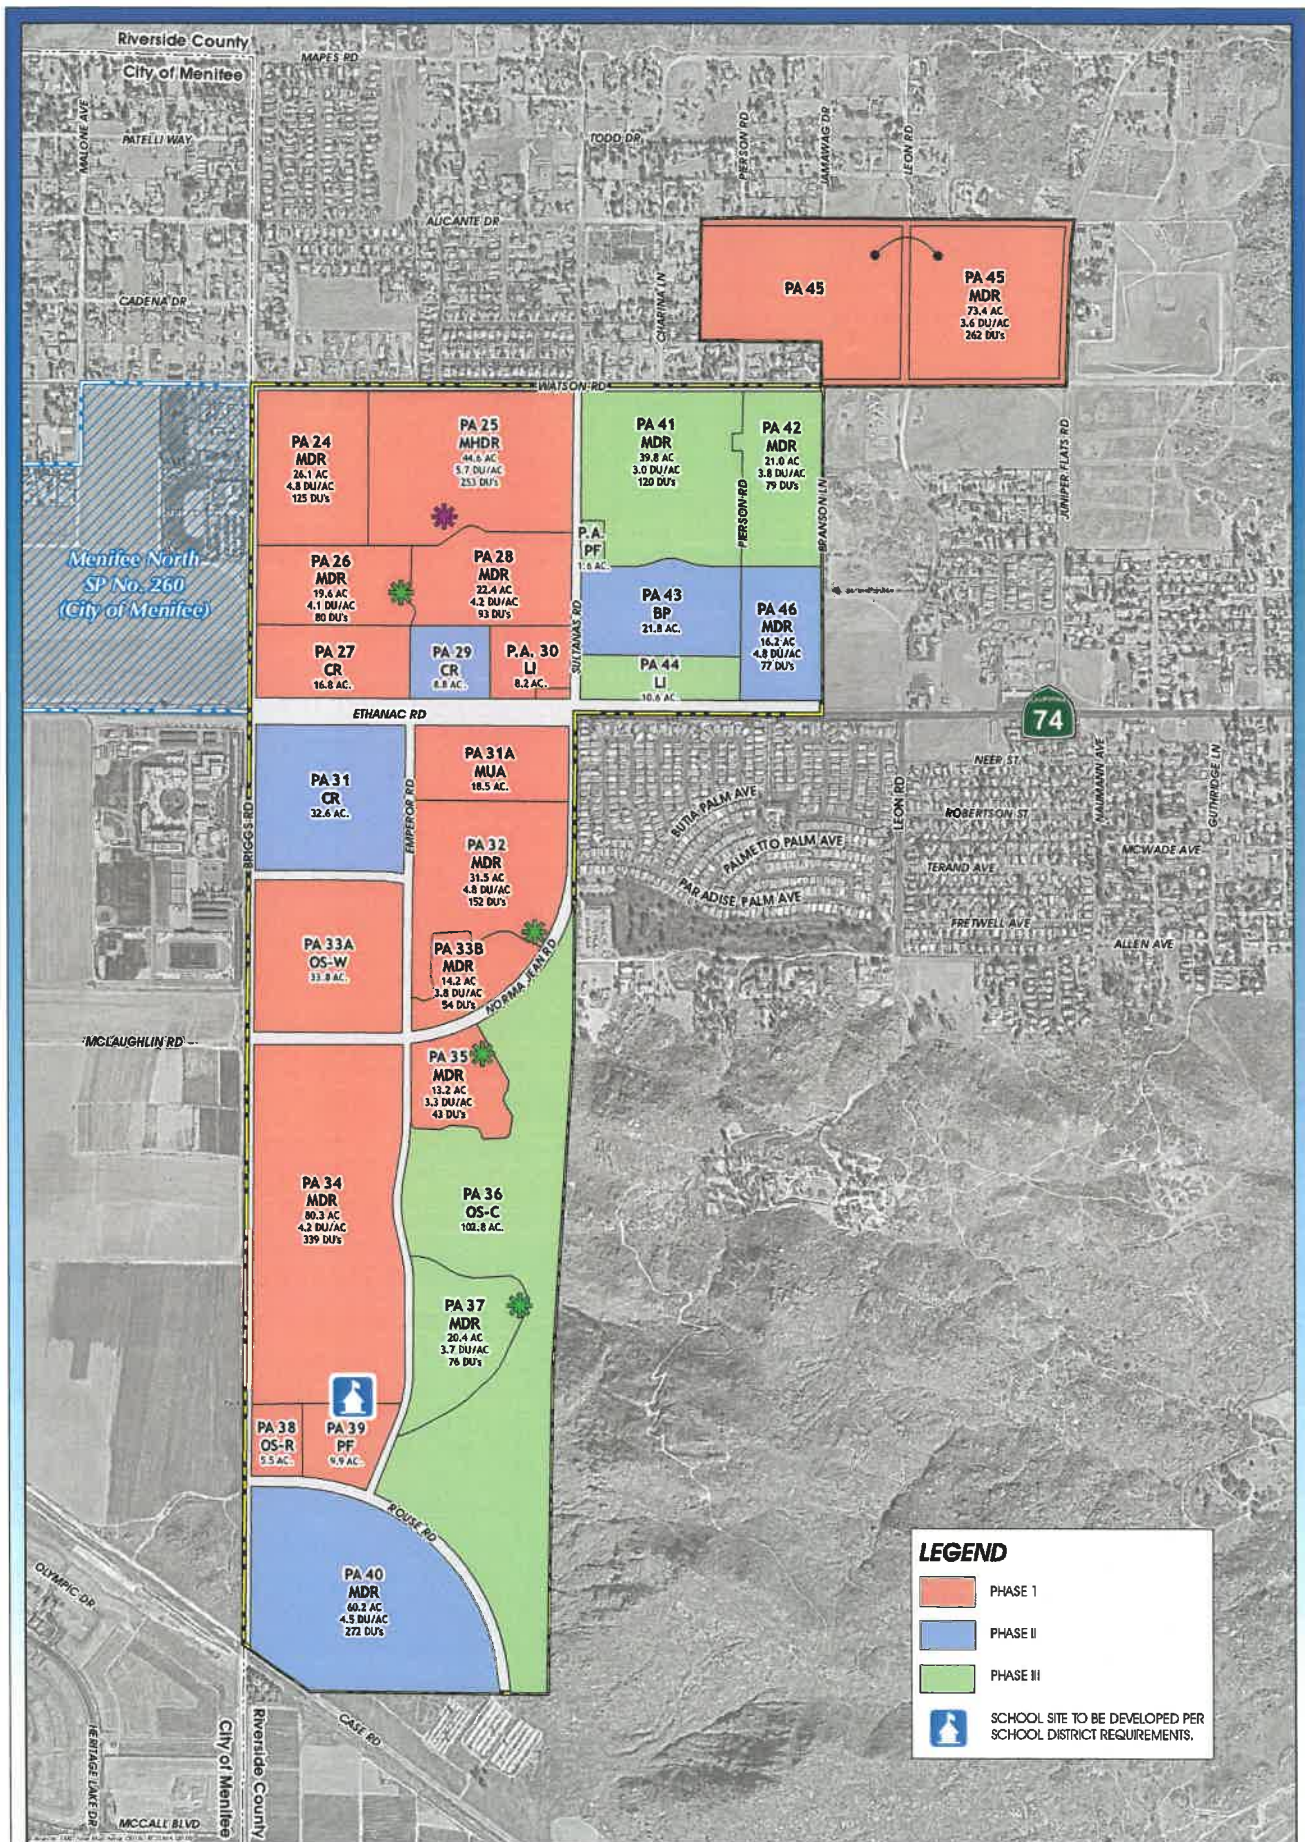 Riverside County
City of Menifee
MAPES RD
MALONE AVE
PATELLI WAY
TODD DR
PIERSON RD
JAMAWAG DR
LEON RD
ALICANTE DR
CADENA DR
CHARINA LN
PA 45
PA 45
MDR
73.4 AC
3.6 DU/AC
262 DU's
WATSON RD
PA 24
MDR
26.1 AC
4.8 DU/AC
125 DU's
PA 25
MHDR
44.6 AC
5.7 DU/AC
253 DU's
PA 41
MDR
39.8 AC
3.0 DU/AC
120 DU's
PA 42
MDR
21.0 AC
3.8 DU/AC
79 DU's
PIERSON RD
BRANSON LN
JUNIPER FLATS RD
Menifee North
SP No. 260
(City of Menifee)
PA 26
MDR
19.6 AC
4.1 DU/AC
80 DU's
PA 28
MDR
22.4 AC
4.2 DU/AC
93 DU's
P.A.
PF
1.6 AC.
SULTANAS RD
PA 43
BP
21.8 AC.
PA 46
MDR
16.2 AC
4.8 DU/AC
77 DU's
PA 27
CR
16.8 AC.
PA 29
CR
8.8 AC.
P.A. 30
LI
8.2 AC.
PA 44
LI
10.6 AC
ETHANAC RD
74
PA 31
CR
32.6 AC.
PA 31A
MUA
18.5 AC.
BRIGGS RD
EMPEROR RD
NEER ST
BUTIA PALM AVE
LEON RD
ROBERTSON ST
NAUMANN AVE
GUTHRIDGE LN
PALMETTO PALM AVE
MCWADE AVE
TERAND AVE
PARADISE PALM AVE
FRETWELL AVE
ALLEN AVE
PA 32
MDR
31.5 AC
4.8 DU/AC
152 DU's
PA 33A
OS-W
33.8 AC.
PA 33B
MDR
14.2 AC
3.8 DU/AC
54 DU's
NORMA JEAN RD
MCLAUGHLIN RD
PA 35
MDR
13.2 AC
3.3 DU/AC
43 DU's
PA 34
MDR
80.3 AC
4.2 DU/AC
339 DU's
PA 36
OS-C
102.8 AC.
PA 37
MDR
20.4 AC
3.7 DU/AC
76 DU's
PA 38
OS-R
5.5 AC.
PA 39
PF
9.9 AC.
ROUSE RD
PA 40
MDR
60.2 AC
4.5 DU/AC
272 DU's
OLYMPIC DR
CASE RD
HERITAGE LAKE DR
City of Menifee
Riverside County
MCCALL BLVD
LEGEND
PHASE 1
PHASE II
PHASE III
SCHOOL SITE TO BE DEVELOPED PER
SCHOOL DISTRICT REQUIREMENTS.